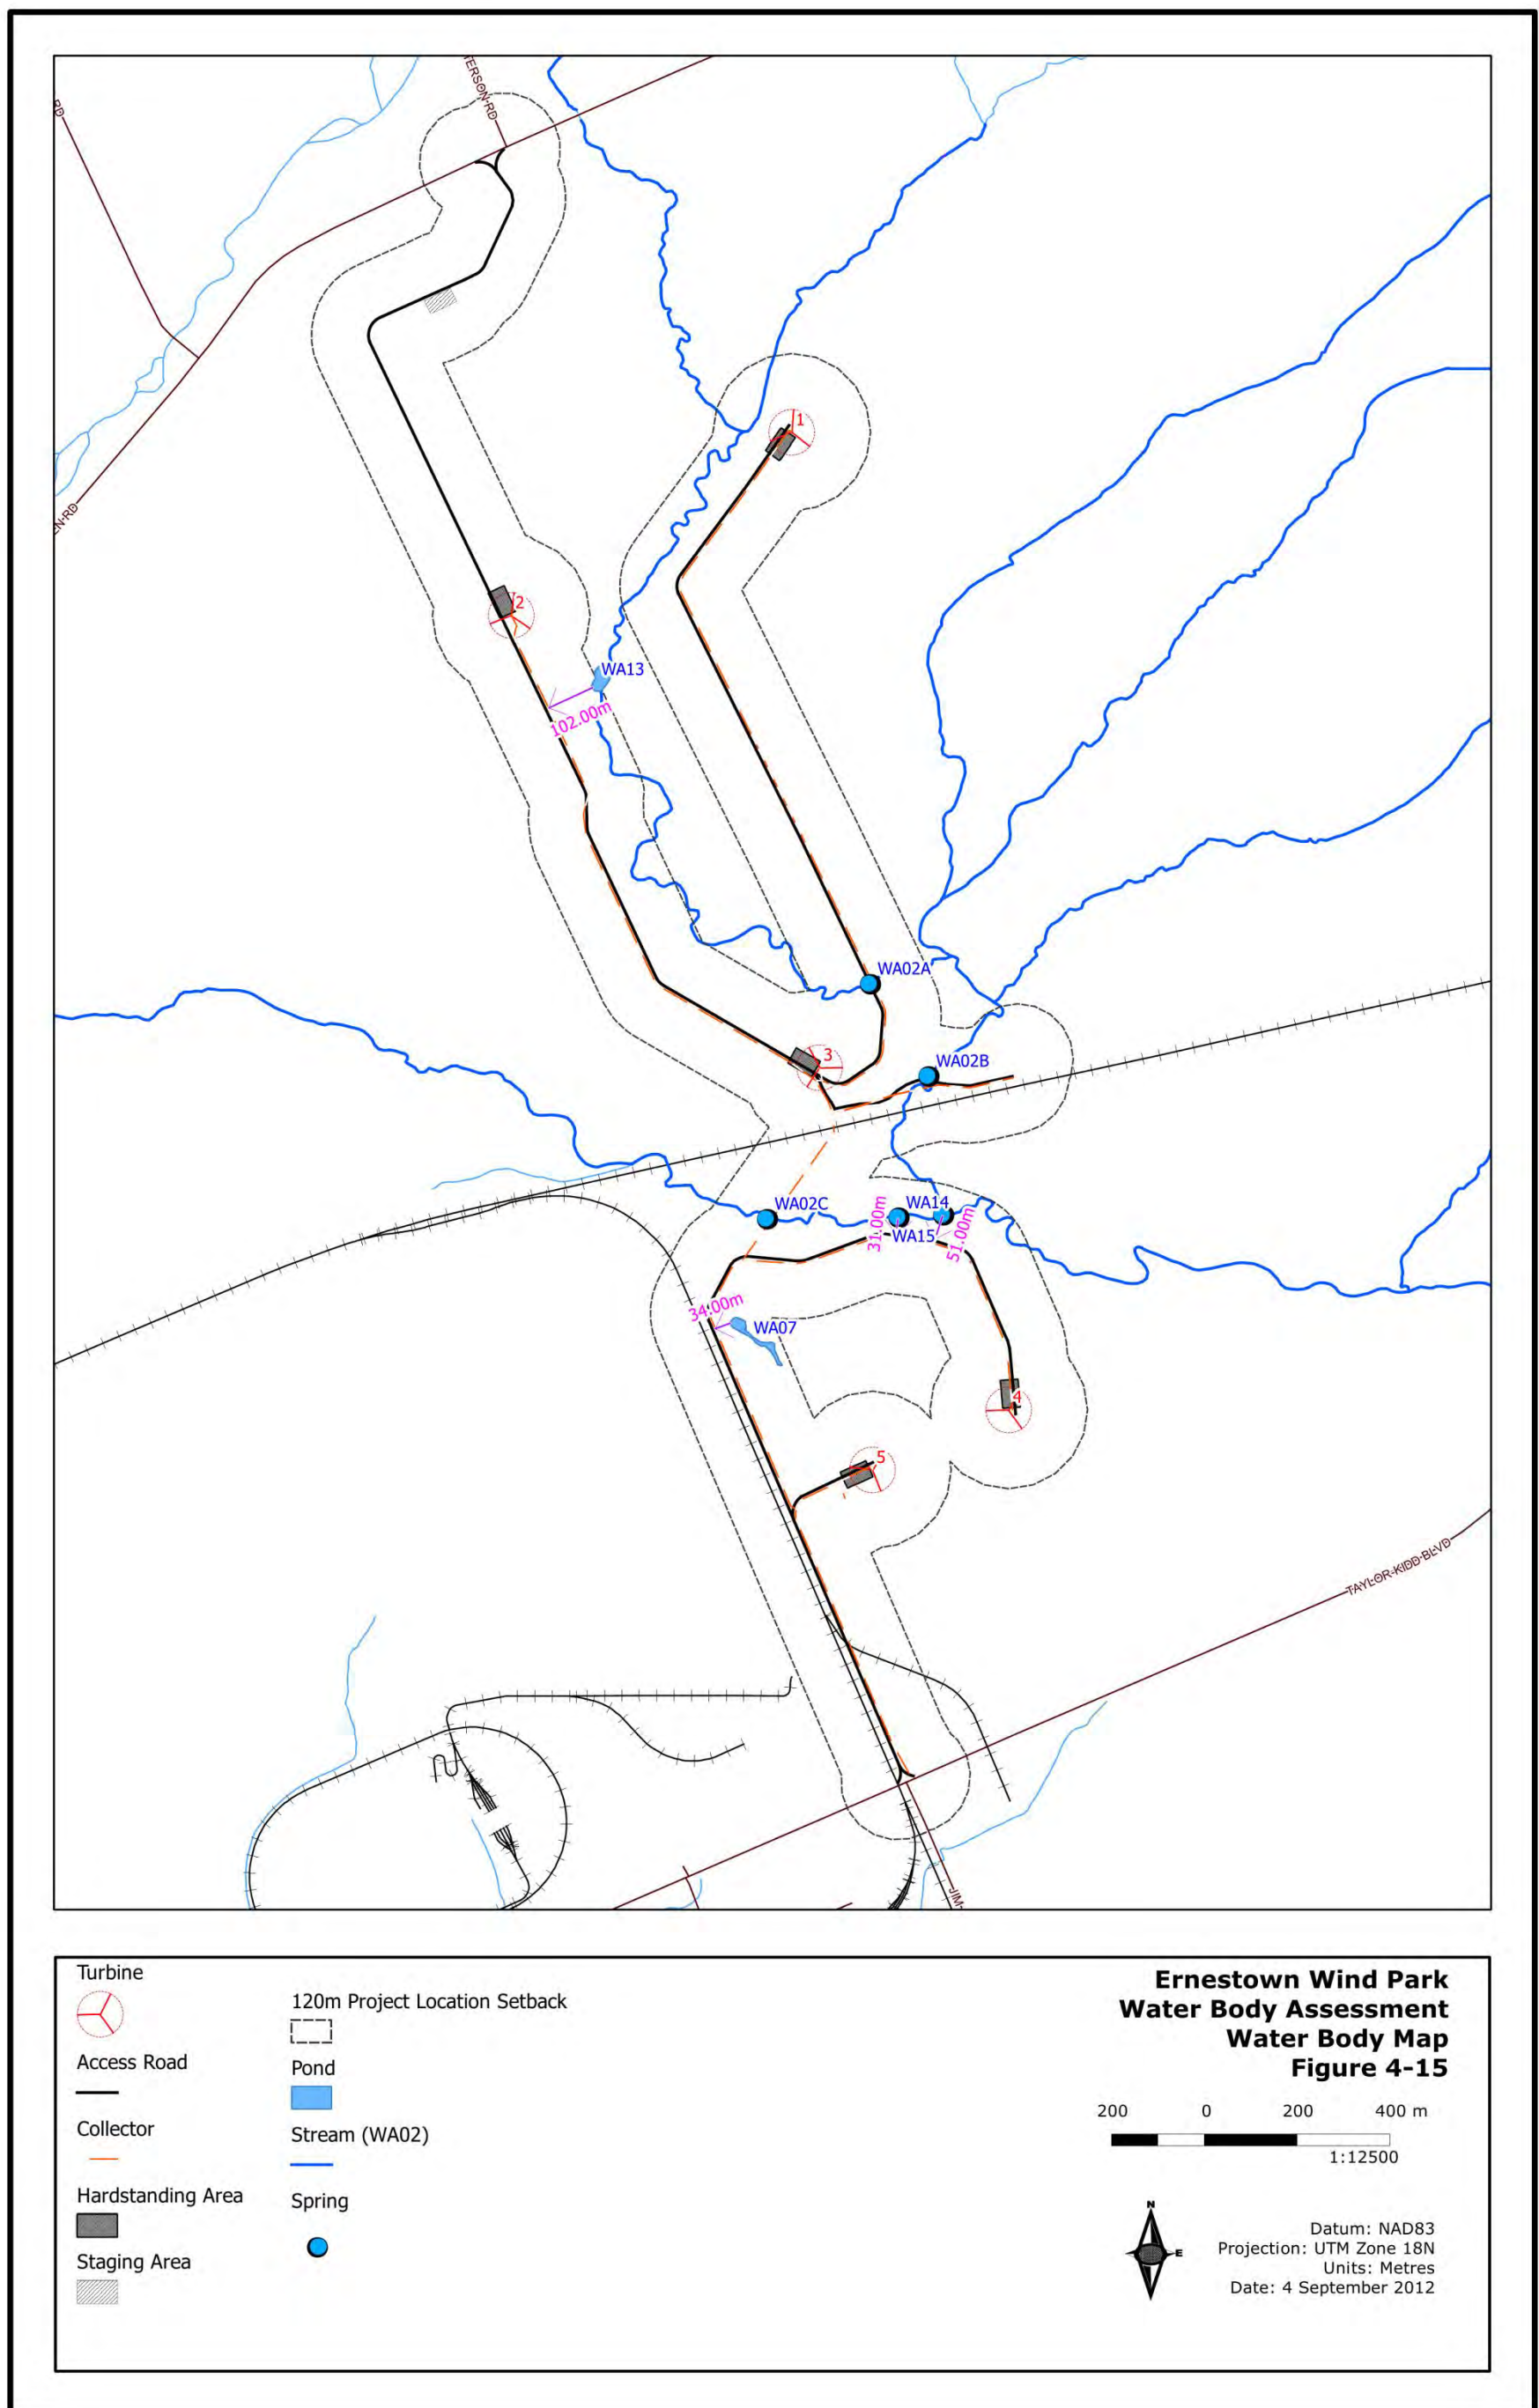 TERSON RD
RD
EN-RD
1
2
WA13
102.00m
WA02A
3
WA02B
WA02C
31.00m
WA14
WA15
51.00m
34.00m
WA07
4
5
TAYLOR-KIDD-BLVD
JIM-
Turbine
120m Project Location Setback
Access Road
Pond
Collector
Stream (WA02)
Hardstanding Area
Spring
Staging Area
Ernestown Wind Park
Water Body Assessment
Water Body Map
Figure 4-15
200 0 200 400 m
1:12500
N
E
Datum: NAD83
Projection: UTM Zone 18N
Units: Metres
Date: 4 September 2012